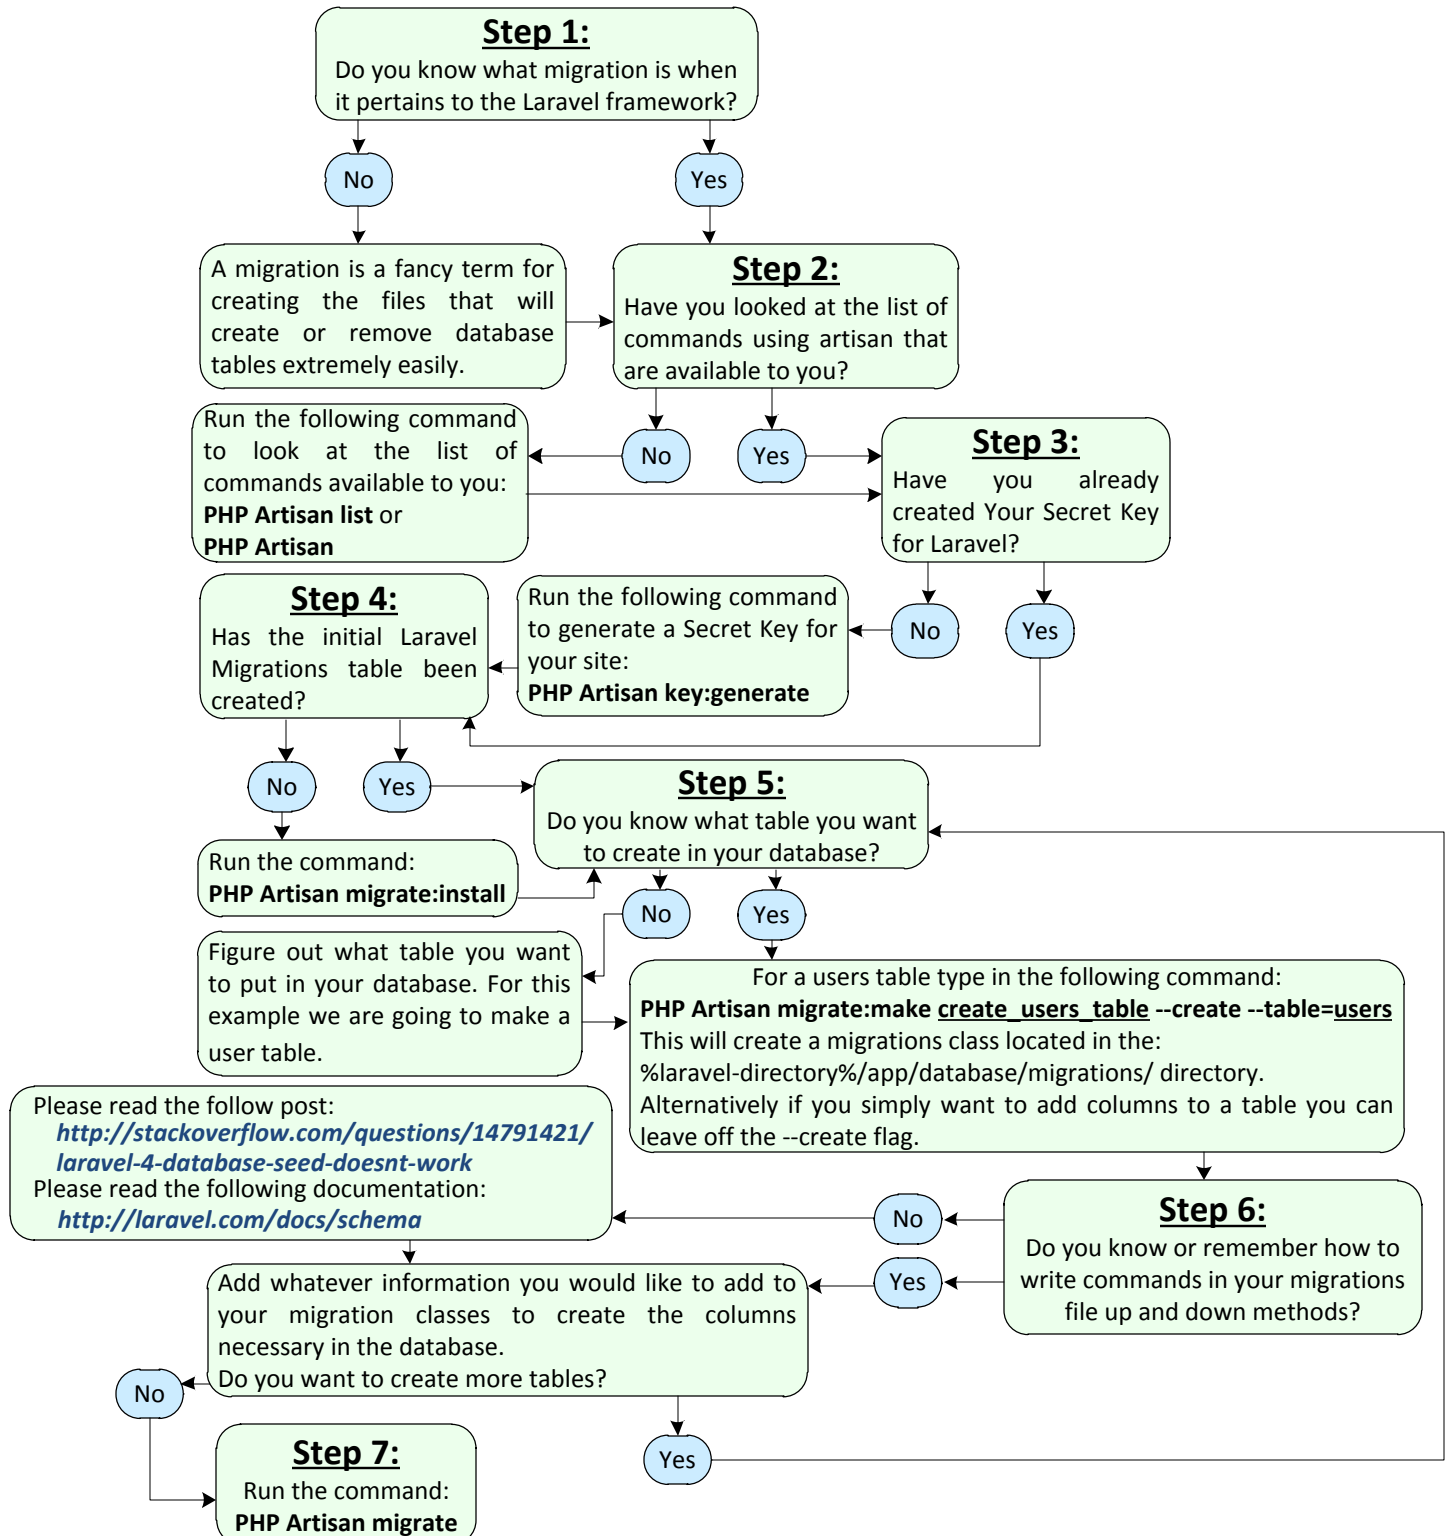 Step 1:
Do you know what migration is when
it pertains to the Laravel framework?
No
Yes
A migration is a fancy term for
creating the files that will
create or remove database
tables extremely easily.
Step 2:
Have you looked at the list of
commands using artisan that
are available to you?
Run the following command
to look at the list of
commands available to you:
PHP Artisan list or
PHP Artisan
No
Yes
Step 3:
Have you already
created Your Secret Key
for Laravel?
Step 4:
Has the initial Laravel
Migrations table been
created?
Run the following command
to generate a Secret Key for
your site:
PHP Artisan key:generate
No
Yes
No
Yes
Step 5:
Do you know what table you want
to create in your database?
Run the command:
PHP Artisan migrate:install
No
Yes
Figure out what table you want
to put in your database. For this
example we are going to make a
user table.
For a users table type in the following command:
PHP Artisan migrate:make create_users_table --create --table=users
This will create a migrations class located in the:
%laravel-directory%/app/database/migrations/ directory.
Alternatively if you simply want to add columns to a table you can
leave off the --create flag.
Please read the follow post:
http://stackoverflow.com/questions/14791421/
laravel-4-database-seed-doesnt-work
Please read the following documentation:
http://laravel.com/docs/schema
No
Yes
Step 6:
Do you know or remember how to
write commands in your migrations
file up and down methods?
Add whatever information you would like to add to
your migration classes to create the columns
necessary in the database.
Do you want to create more tables?
No
Yes
Step 7:
Run the command:
PHP Artisan migrate